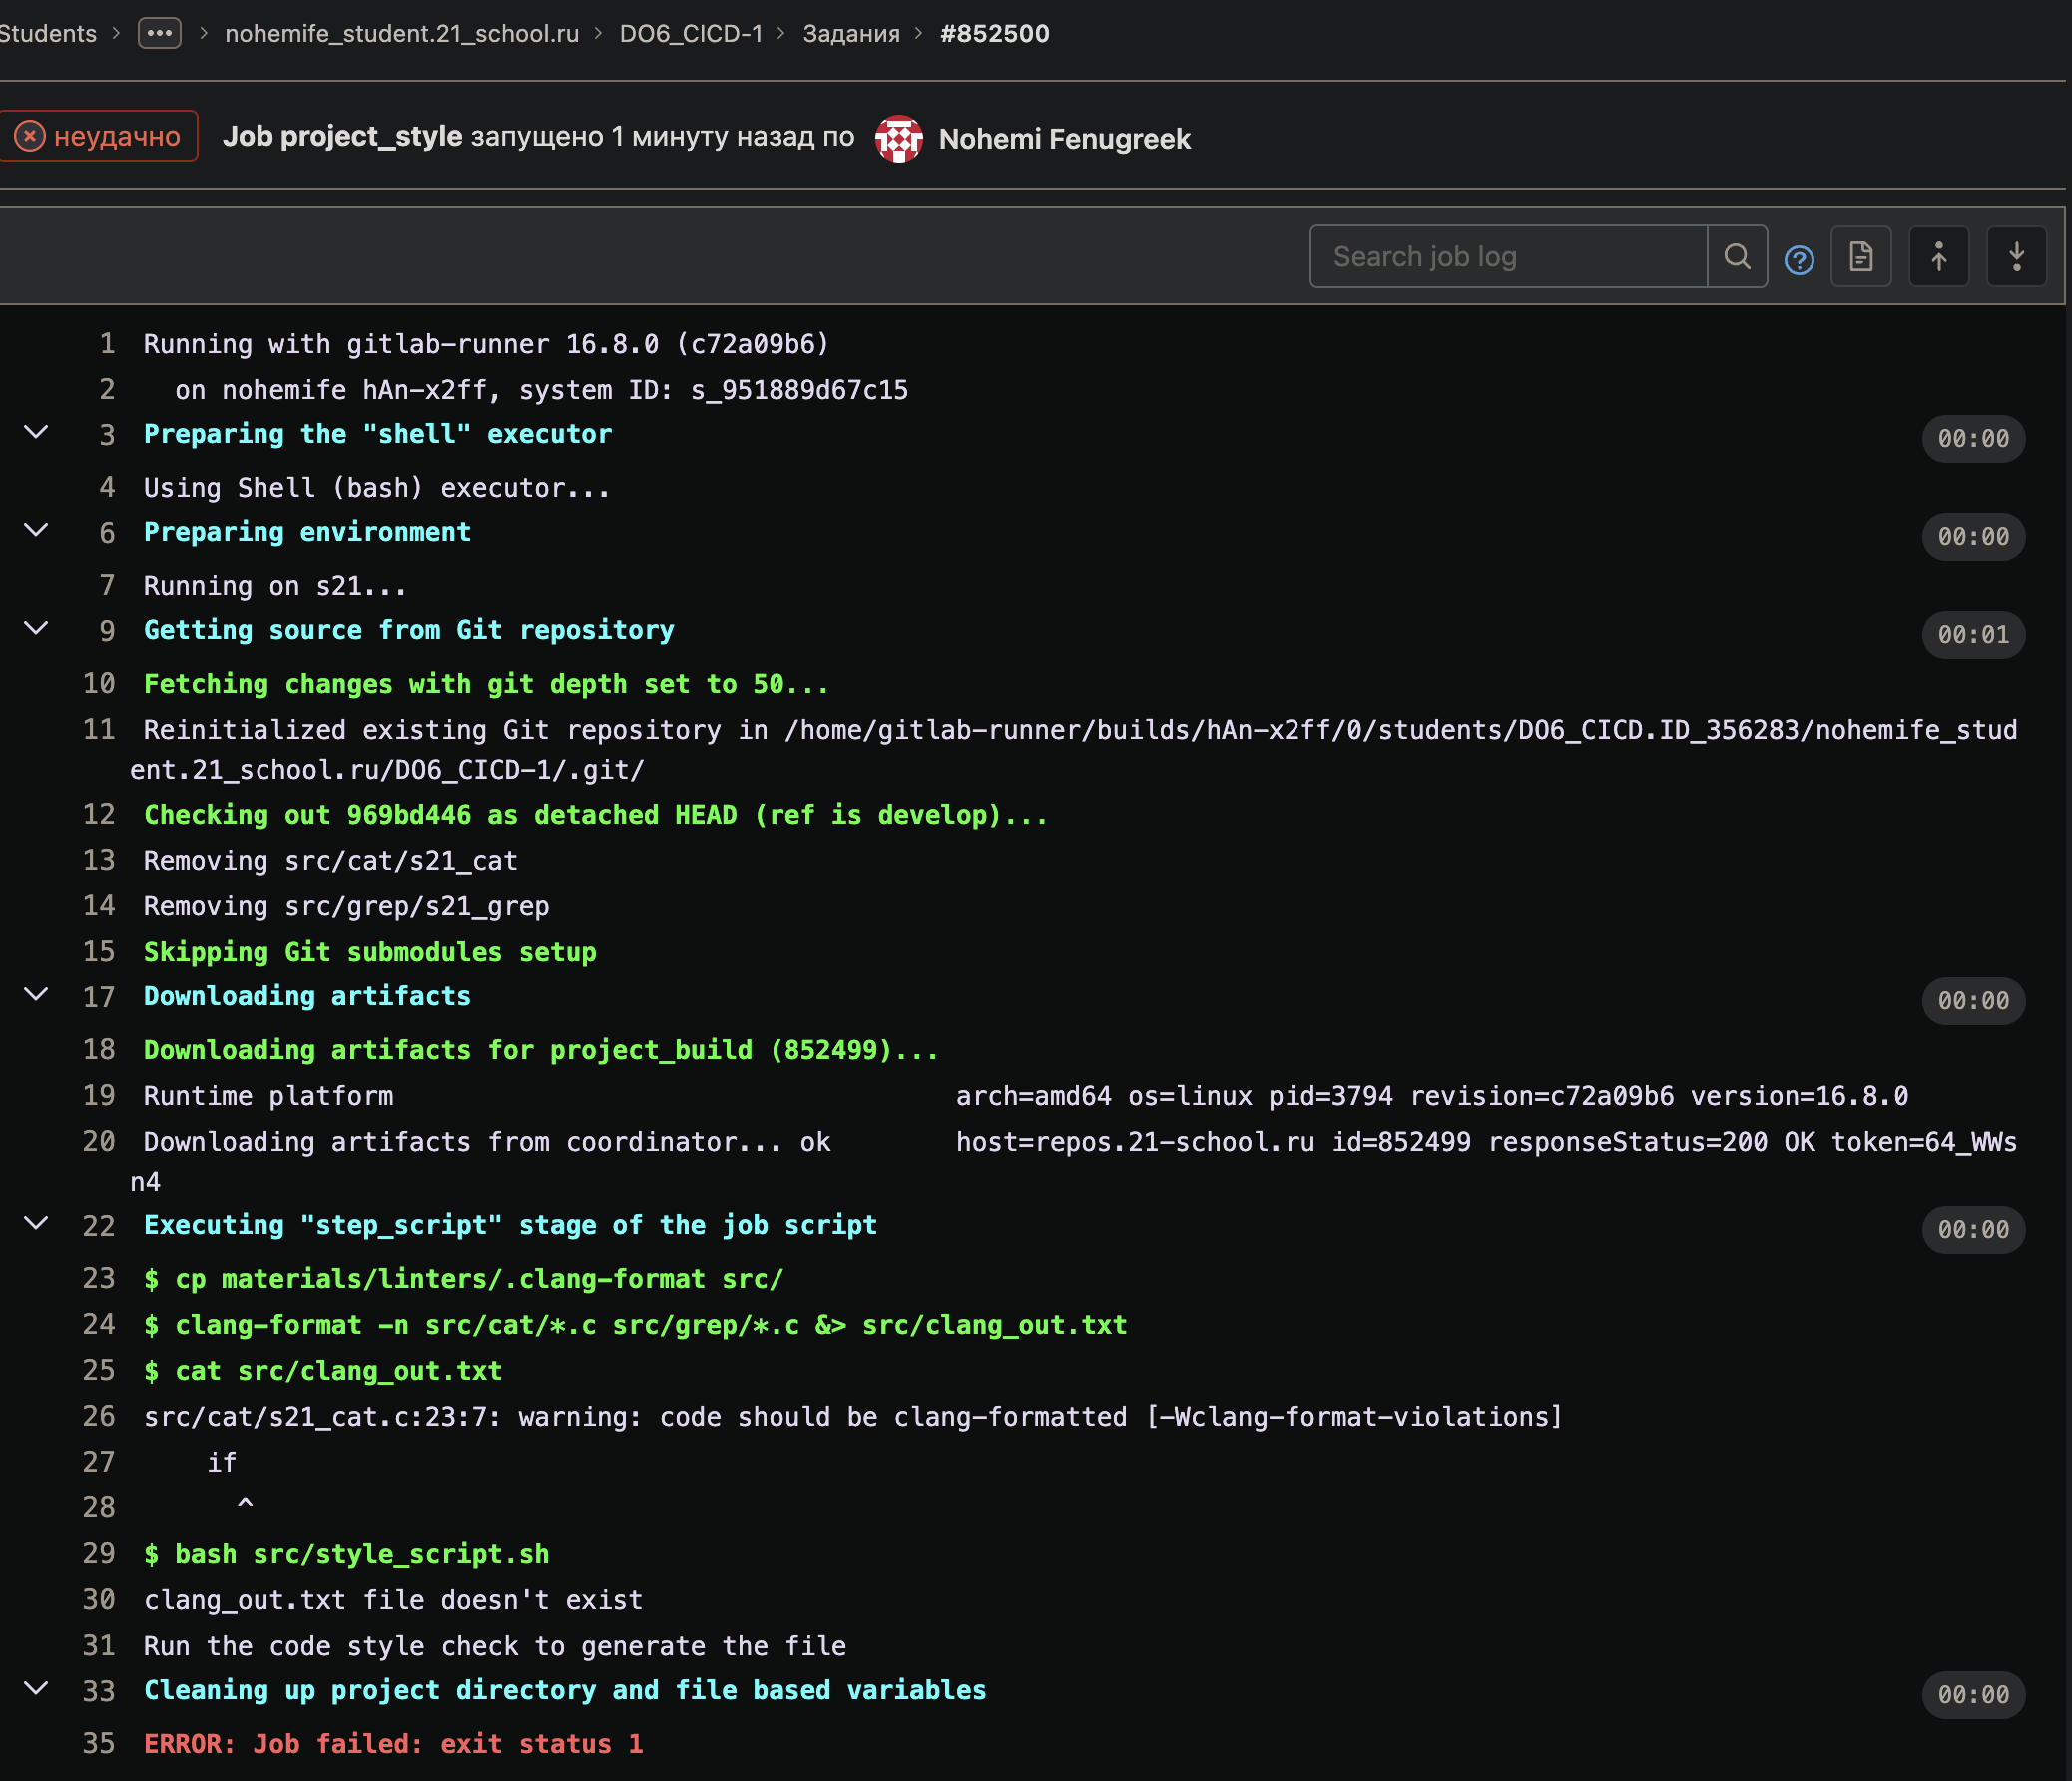 Students > ... > nohemife_student.21_school.ru > DO6_CICD-1 > Задания > #852500
неудачно Job project_style запущено 1 минуту назад по Nohemi Fenugreek
Search job log
1 Running with gitlab-runner 16.8.0 (c72a09b6)
2 on nohemife hAn-x2ff, system ID: s_951889d67c15
3 Preparing the "shell" executor 00:00
4 Using Shell (bash) executor...
6 Preparing environment 00:00
7 Running on s21...
9 Getting source from Git repository 00:01
10 Fetching changes with git depth set to 50...
11 Reinitialized existing Git repository in /home/gitlab-runner/builds/hAn-x2ff/0/students/DO6_CICD.ID_356283/nohemife_stud
ent.21_school.ru/DO6_CICD-1/.git/
12 Checking out 969bd446 as detached HEAD (ref is develop)...
13 Removing src/cat/s21_cat
14 Removing src/grep/s21_grep
15 Skipping Git submodules setup
17 Downloading artifacts 00:00
18 Downloading artifacts for project_build (852499)...
19 Runtime platform arch=amd64 os=linux pid=3794 revision=c72a09b6 version=16.8.0
20 Downloading artifacts from coordinator... ok host=repos.21-school.ru id=852499 responseStatus=200 OK token=64_WWs
n4
22 Executing "step_script" stage of the job script 00:00
23 $ cp materials/linters/.clang-format src/
24 $ clang-format -n src/cat/*.c src/grep/*.c &> src/clang_out.txt
25 $ cat src/clang_out.txt
26 src/cat/s21_cat.c:23:7: warning: code should be clang-formatted [-Wclang-format-violations]
27 if
28 ^
29 $ bash src/style_script.sh
30 clang_out.txt file doesn't exist
31 Run the code style check to generate the file
33 Cleaning up project directory and file based variables 00:00
35 ERROR: Job failed: exit status 1